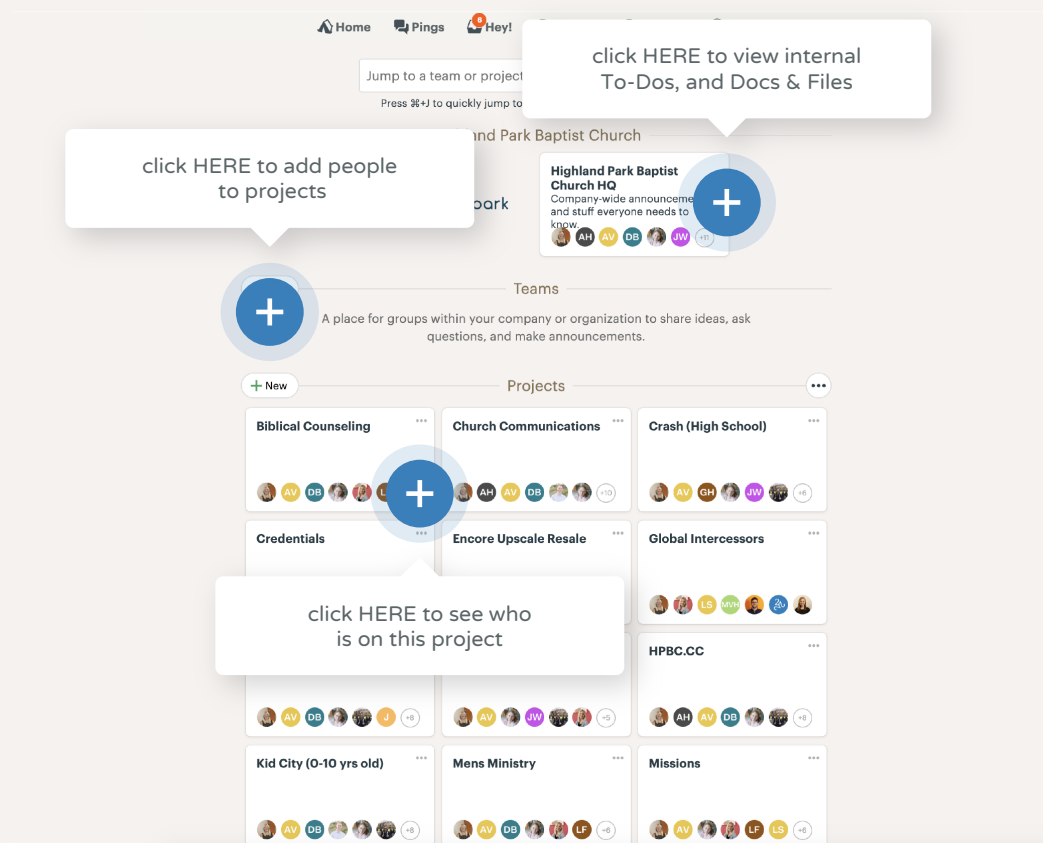 Home Pings 6 Hey!
click HERE to view internal
To-Dos, and Docs & Files
Jump to a team or project
Press ⌘+J to quickly jump to
Park Baptist Church
click HERE to add people
to projects
Highland Park Baptist
Church HQ
Company-wide
and stuff everyone needs to
know.
AH AV DB JW +11
Teams
A place for groups within your company or organization to share ideas, ask
questions, and make announcements.
+ New
Projects
Biblical Counseling
AV DB
Church Communications
AH AV DB +10
Crash (High School)
AV GH JW +6
Credentials
Encore Upscale Resale
Global Intercessors
LS MVH
click HERE to see who
is on this project
AV DB J +8
AV JW +5
HPBC.CC
AH AV DB +8
Kid City (0-10 yrs old)
AV DB +8
Mens Ministry
AV DB LF +6
Missions
AV LF LS +6